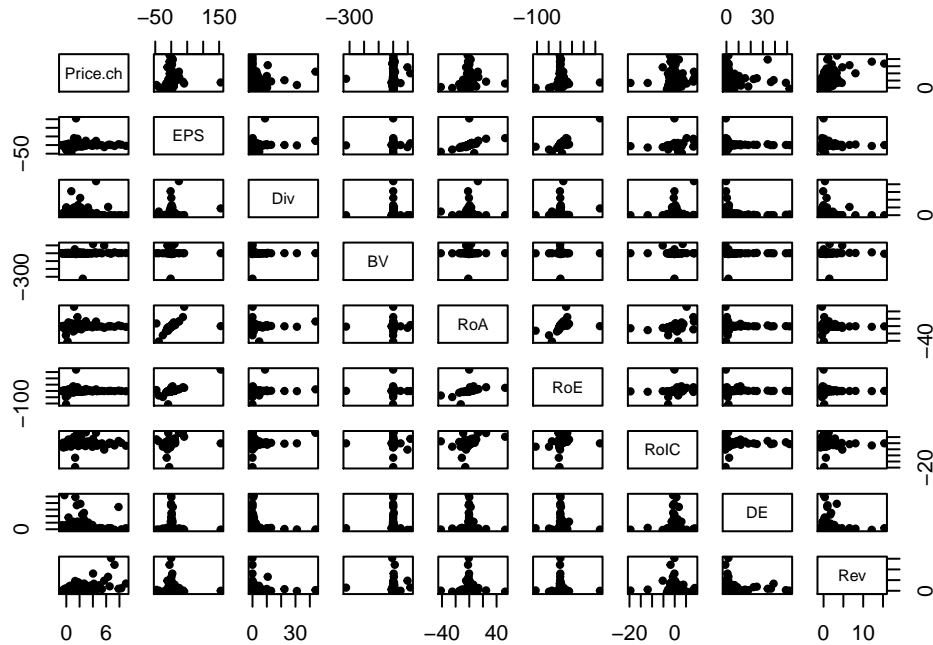 −50 150 −300 −100 0 30
Price.ch 0
−50 EPS
Div 0
−300 BV
RoA −40
−100 RoE
RoIC −20
0 DE
Rev 0
0 6 0 30 −40 40 −20 0 0 10